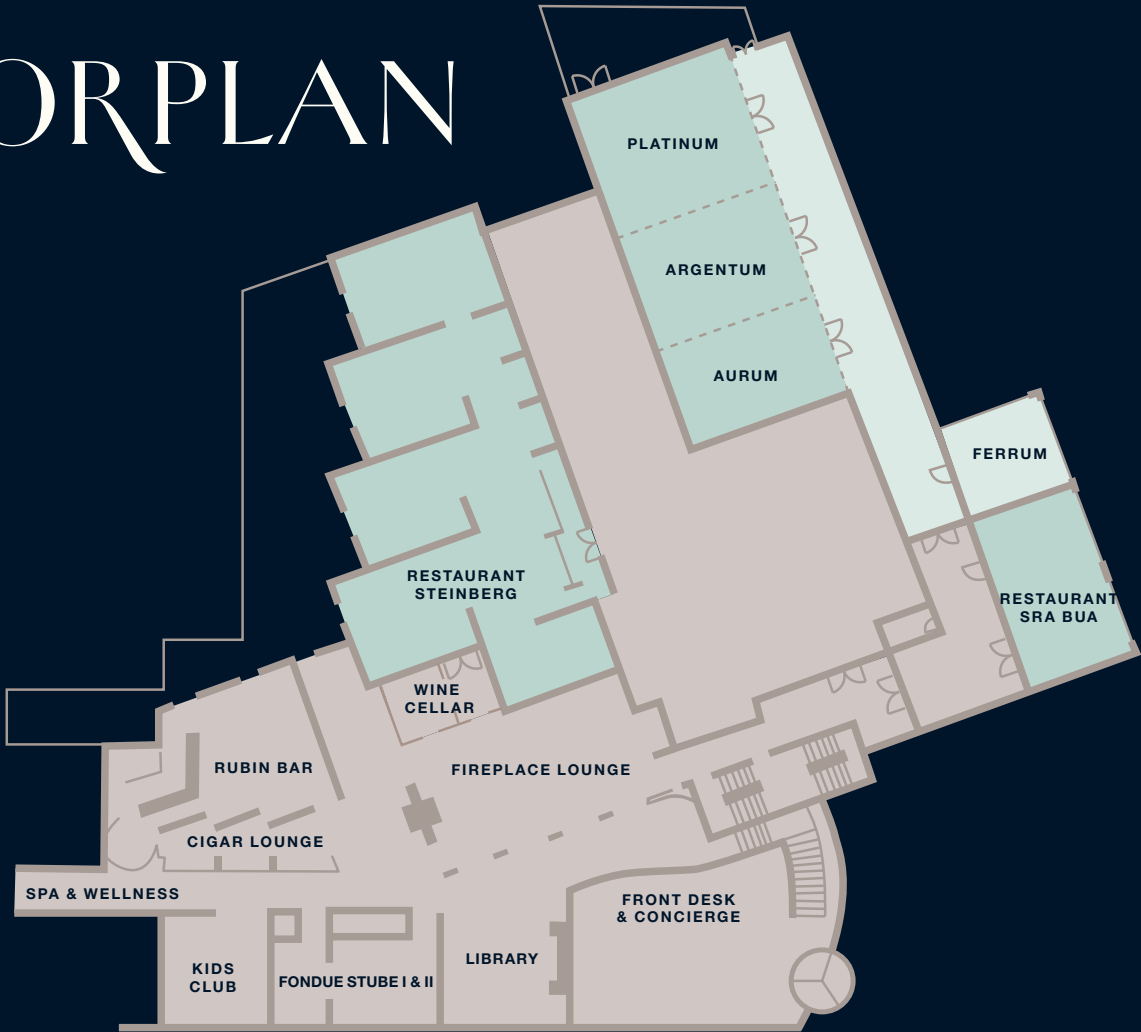 ORPLAN
PLATINUM
ARGENTUM
AURUM
FERRUM
RESTAURANT
SRA BUA
RESTAURANT
STEINBERG
WINE
CELLAR
RUBIN BAR
FIREPLACE LOUNGE
CIGAR LOUNGE
SPA & WELLNESS
FRONT DESK
& CONCIERGE
LIBRARY
KIDS
CLUB
FONDUE STUBE I & II